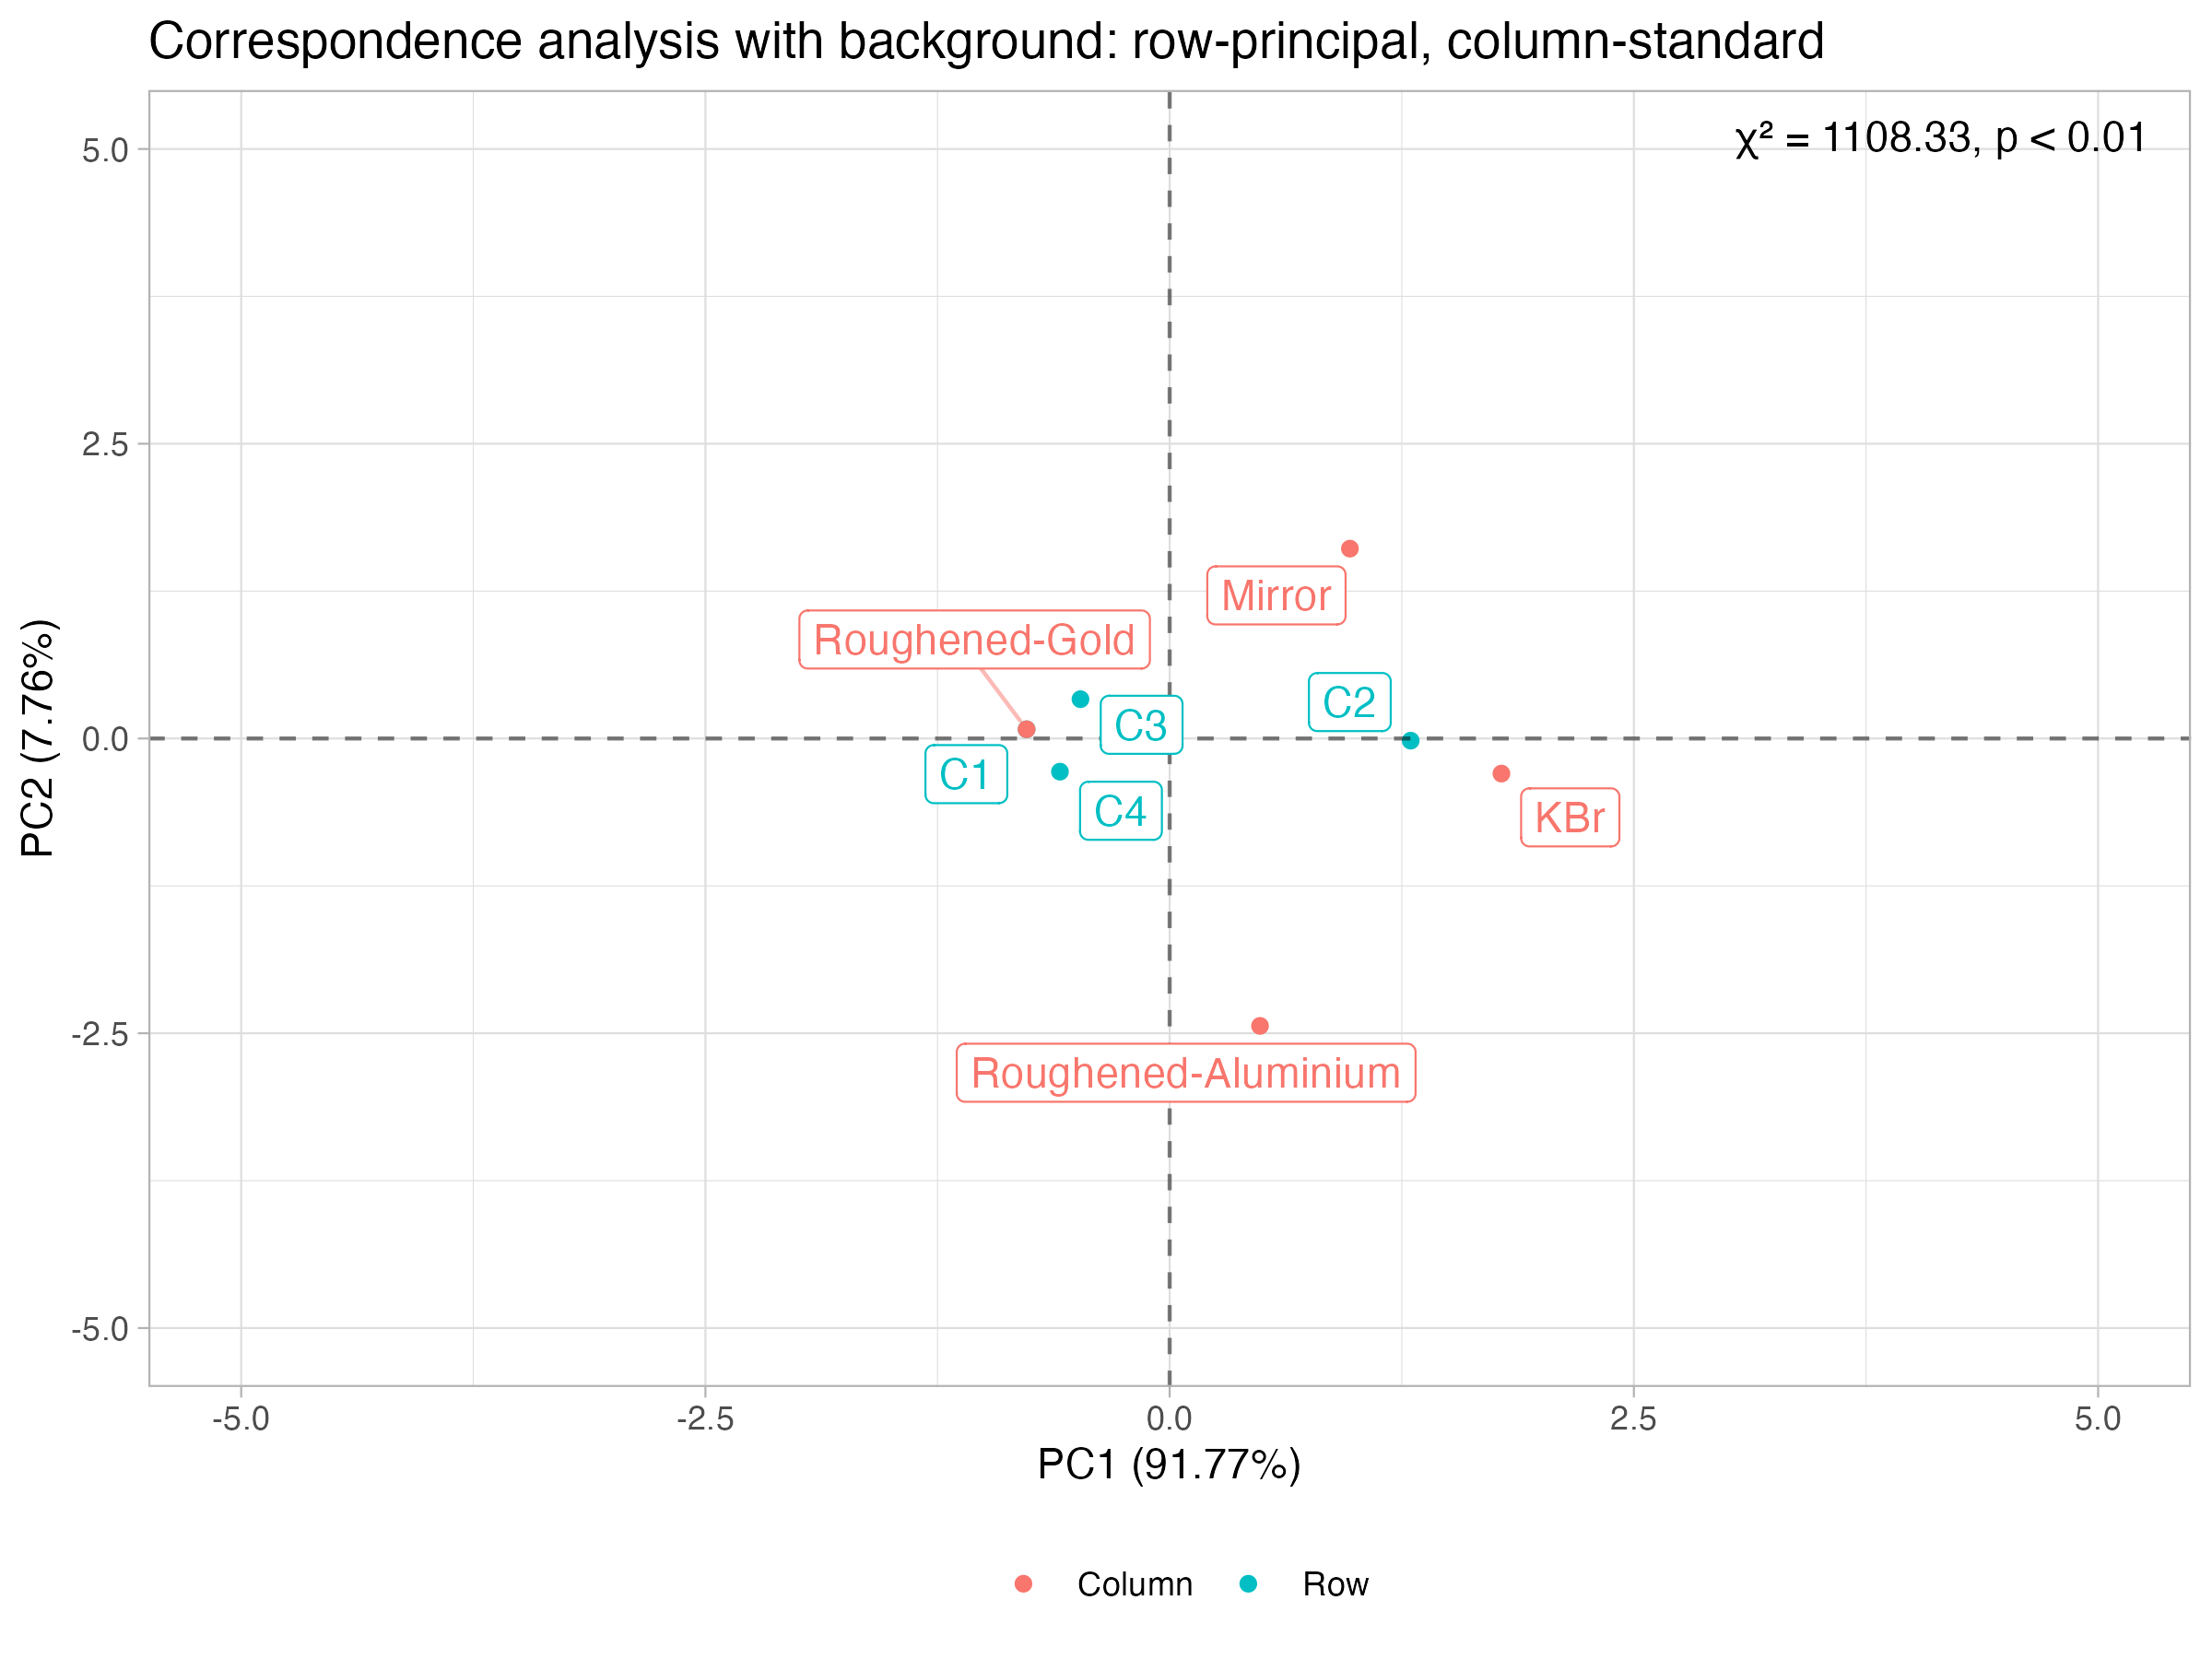 Correspondence analysis with background: row-principal, column-standard
χ² = 1108.33, p < 0.01
5.0
2.5
0.0
-2.5
-5.0
PC2 (7.76%)
Mirror
Roughened-Gold
C2
C3
C1
C4
KBr
Roughened-Aluminium
-5.0
-2.5
0.0
2.5
5.0
PC1 (91.77%)
Column
Row